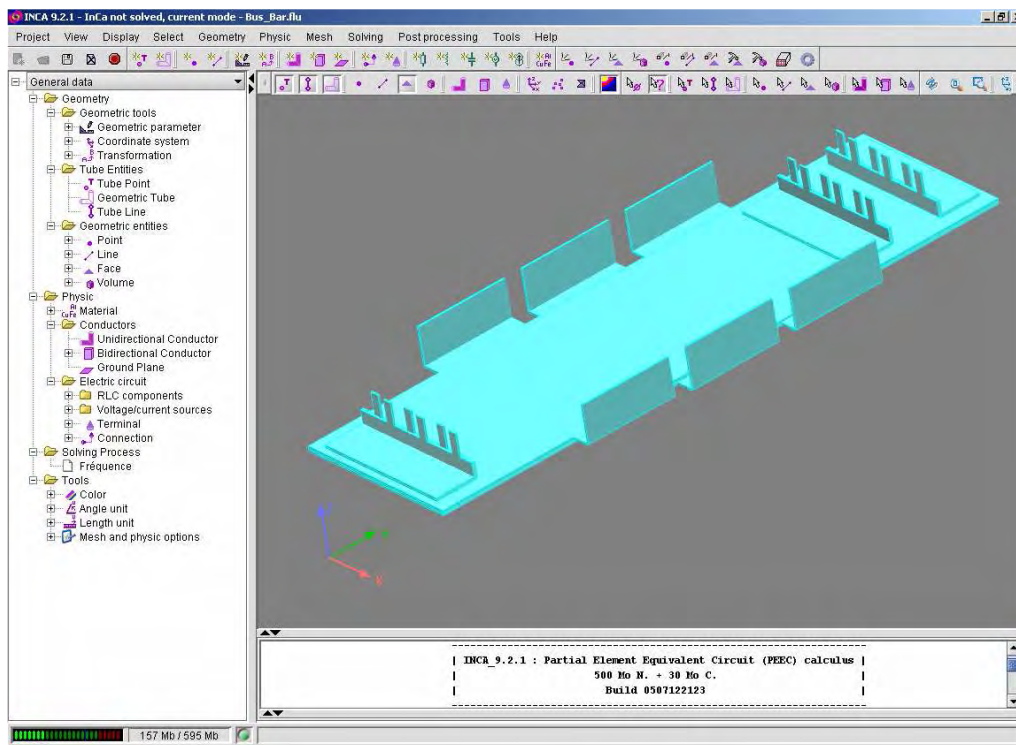 INCA 9.2.1 - InCa not solved, current mode - Bus_Bar.flu
Project View Display Select Geometry Physic Mesh Solving Post processing Tools Help
General data
Geometry
Geometric tools
Geometric parameter
Coordinate system
Transformation
Tube Entities
Tube Point
Geometric Tube
Tube Line
Geometric entities
Point
Line
Face
Volume
Physic
Material
Conductors
Unidirectional Conductor
Bidirectional Conductor
Ground Plane
Electric circuit
RLC components
Voltage/current sources
Terminal
Connection
Solving Process
Fréquence
Tools
Color
Angle unit
Length unit
Mesh and physic options
| INCA_9.2.1 : Partial Element Equivalent Circuit (PEEC) calculus |
| 500 Mo N. + 30 Mo C. |
| Build 0507122123 |
157 Mb / 595 Mb